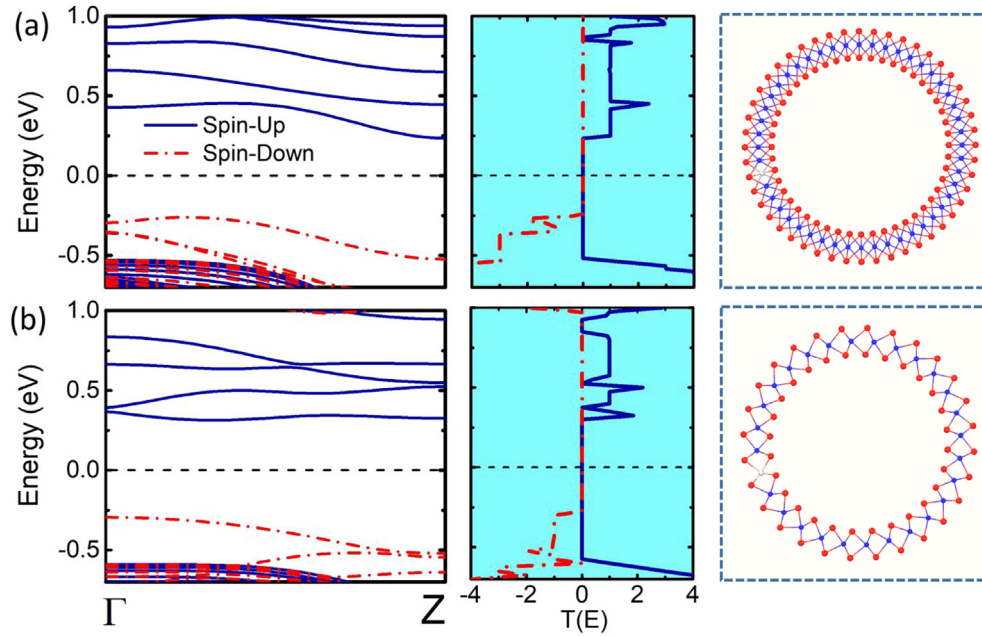 (a)
Energy (eV)
1.0
0.5
0.0
-0.5
Spin-Up
Spin-Down
(b)
Energy (eV)
1.0
0.5
0.0
-0.5
Γ
Z
-4 -2 0 2 4
T(E)